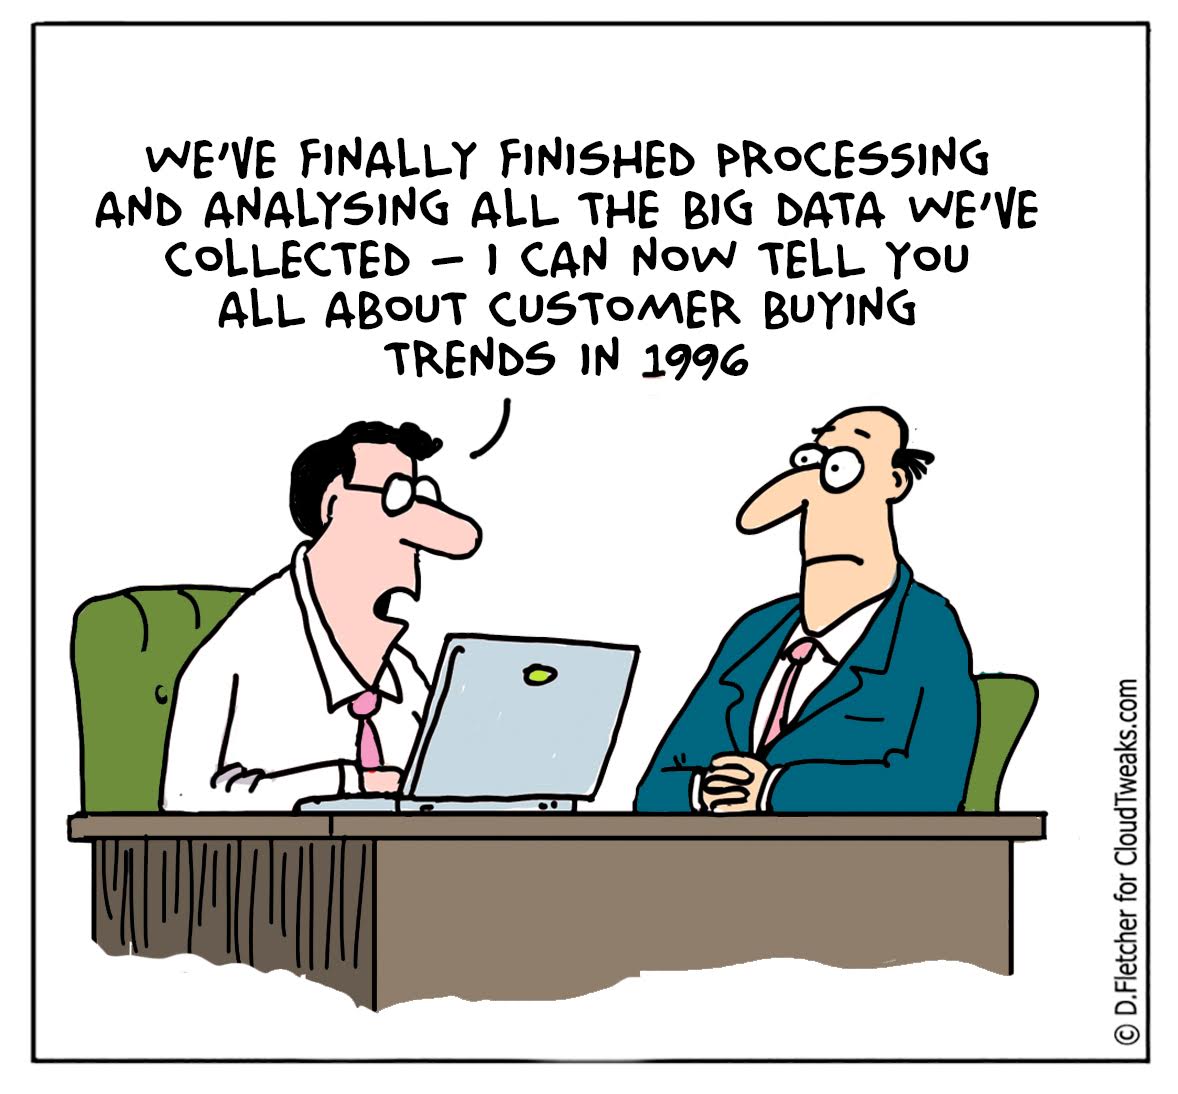 WE'VE FINALLY FINISHED PROCESSING
AND ANALYSING ALL THE BIG DATA WE'VE
COLLECTED – I CAN NOW TELL YOU
ALL ABOUT CUSTOMER BUYING
TRENDS IN 1996
© D.Fletcher for CloudTweaks.com